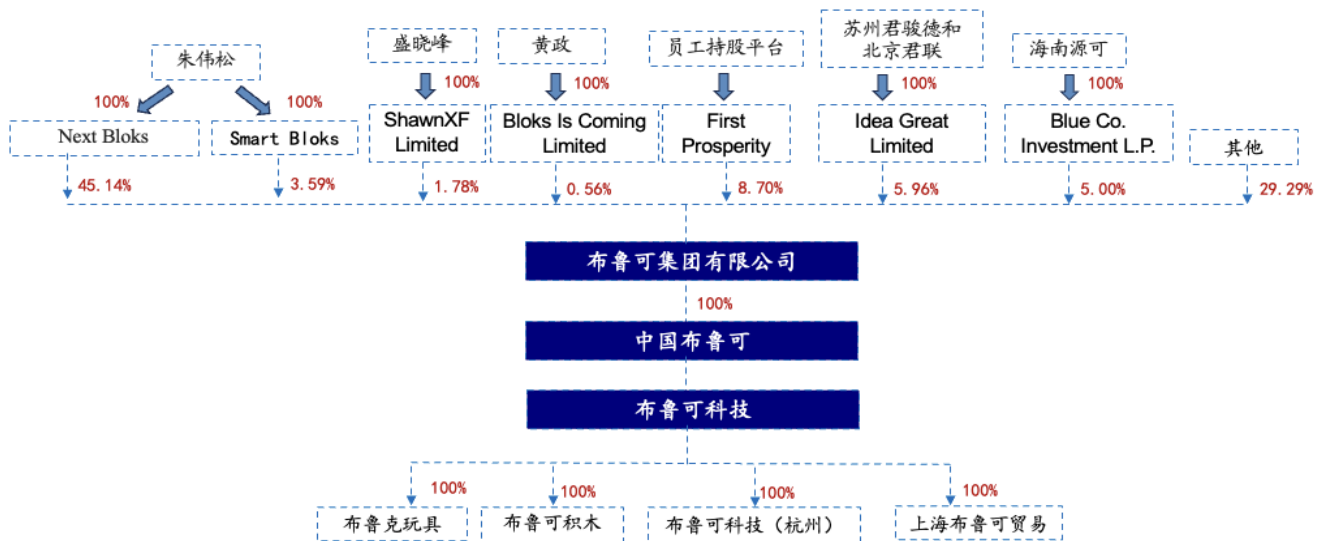 朱伟松
盛晓峰
黄政
员工持股平台
苏州君骏德和
北京君联
海南源可
100%
100%
100%
100%
100%
100%
Next Bloks
Smart Bloks
ShawnXF
Limited
Bloks Is Coming
Limited
First
Prosperity
Idea Great
Limited
Blue Co.
Investment L.P.
其他
45.14%
3.59%
1.78%
0.56%
8.70%
5.96%
5.00%
29.29%
布鲁可集团有限公司
100%
中国布鲁可
布鲁可科技
100%
100%
100%
100%
布鲁克玩具
布鲁可积木
布鲁可科技（杭州）
上海布鲁可贸易